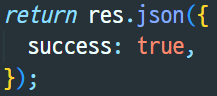 return res.json({
  success: true,
});